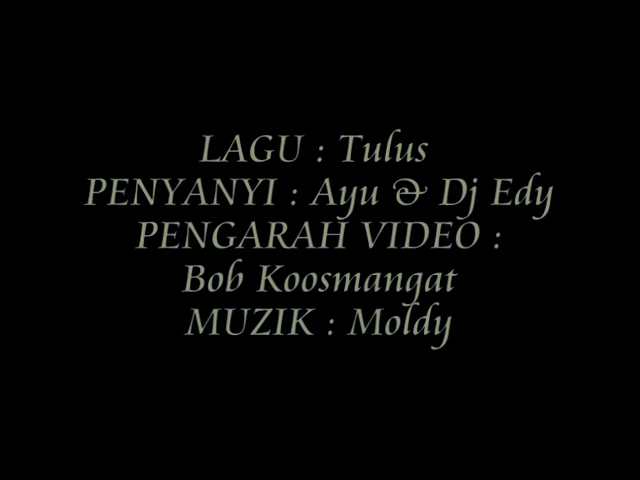 LAGU : Tulus
PENYANYI : Ayu & Dj Edy
PENGARAH VIDEO :
Bob Koosmangat
MUZIK : Moldy